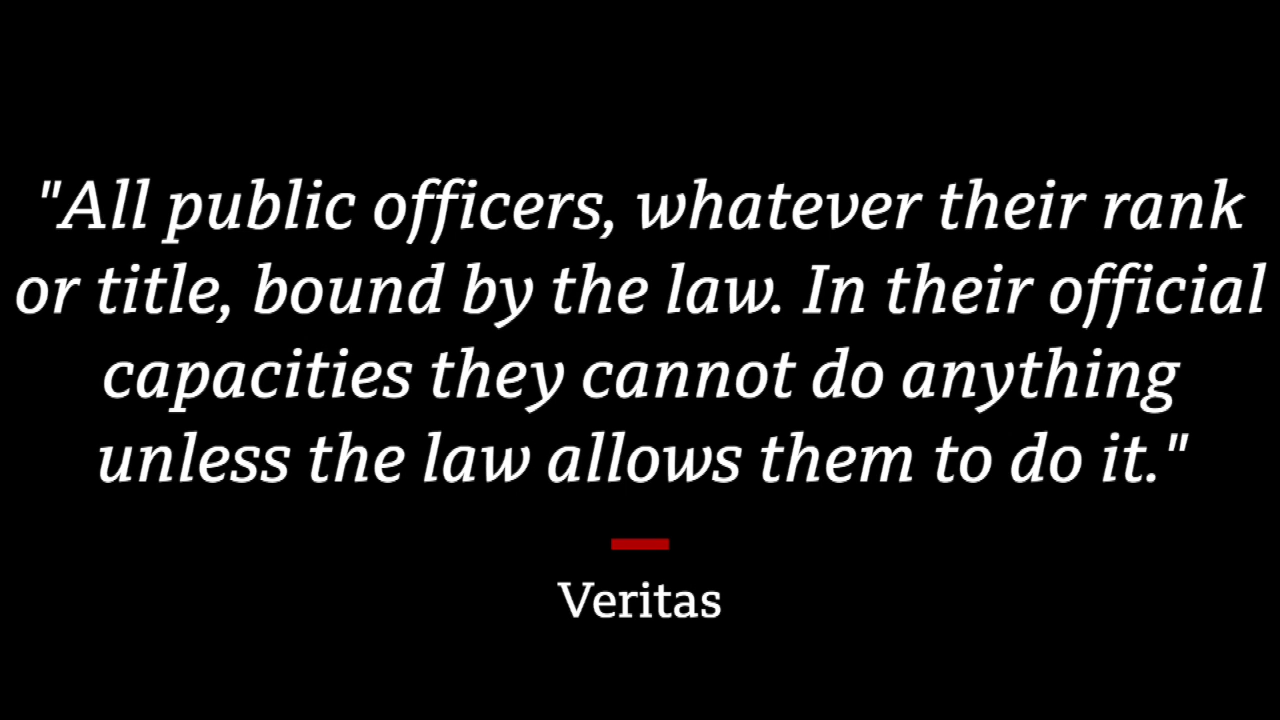 "All public officers, whatever their rank
or title, bound by the law. In their official
capacities they cannot do anything
unless the law allows them to do it."
Veritas